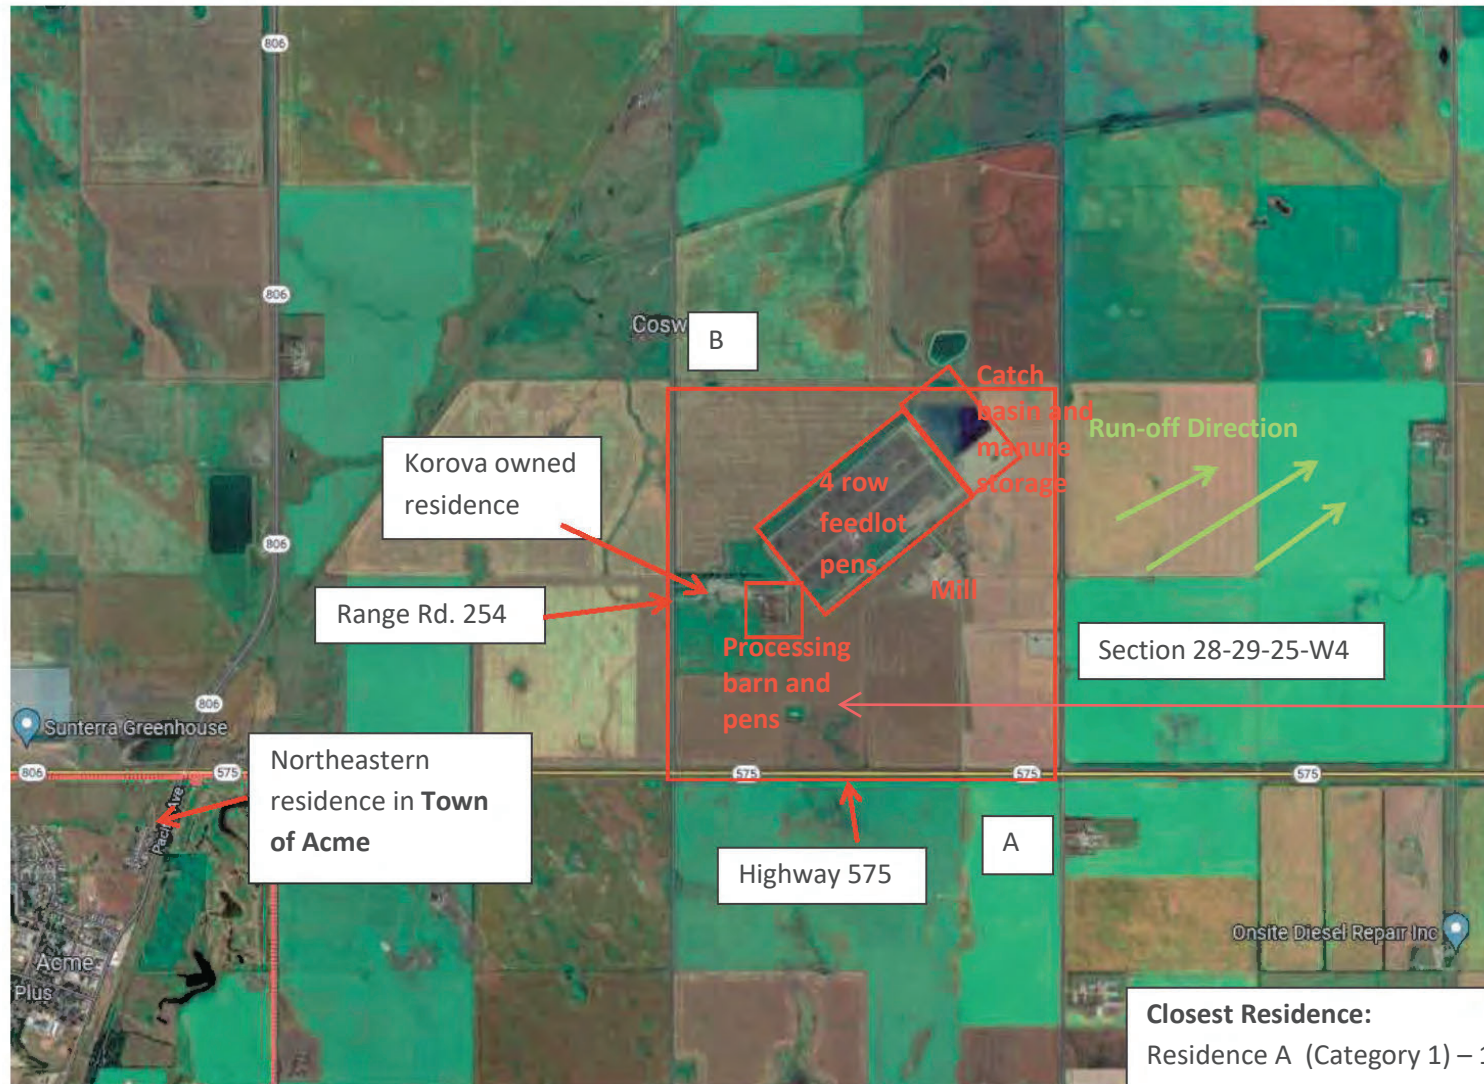 806
806
Cosw
B
Catch
basin and
manure
storage
Run-off Direction
Korova owned
residence
4 row
feedlot
pens
806
Mill
Range Rd. 254
Processing
barn and
pens
Section 28-29-25-W4
806
Sunterra Greenhouse
806
575
575
575
575
Northeastern
residence in Town
of Acme
Pacific Ave
A
Highway 575
Onsite Diesel Repair Inc
Acme
Plus
Closest Residence:
Residence A (Category 1) –